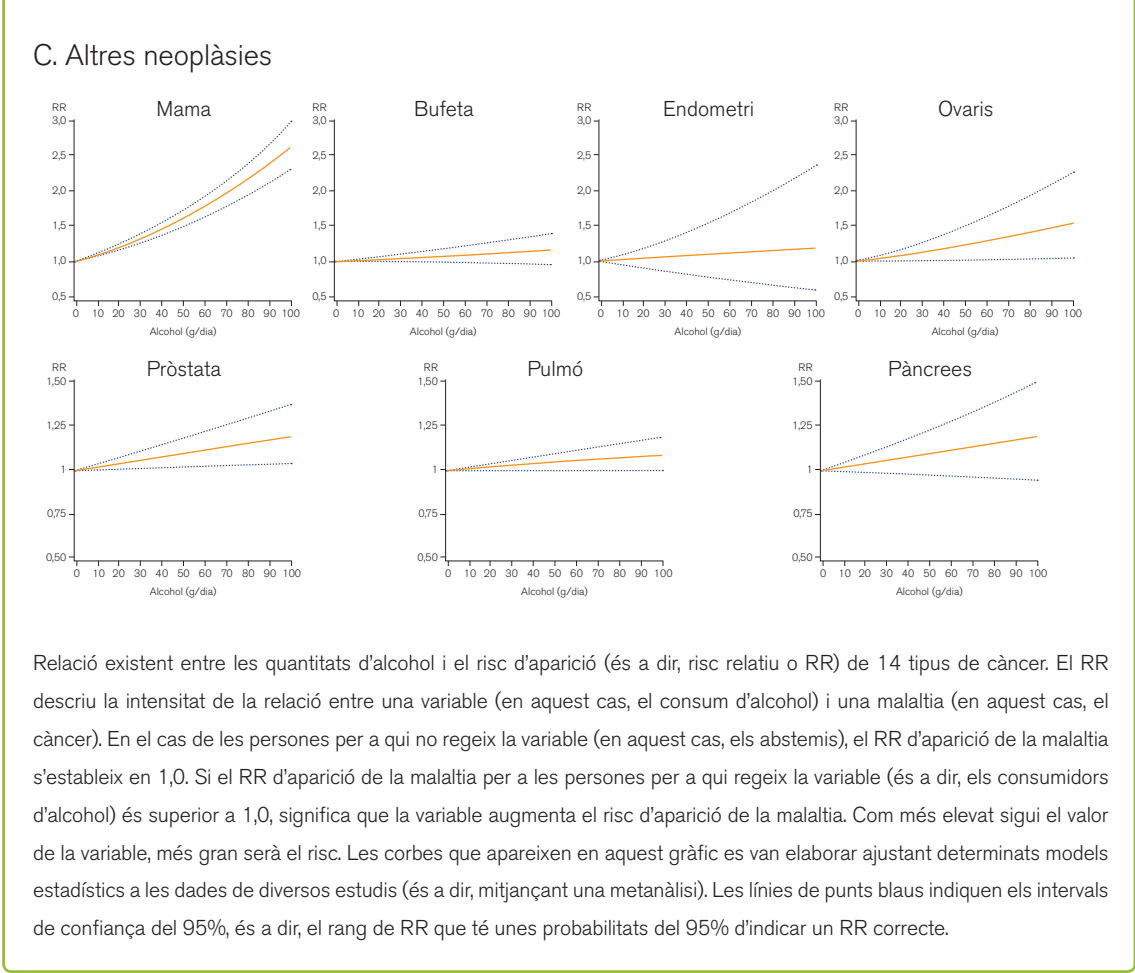 C. Altres neoplàsies
RR
Mama
3,0
2,5
2,0
1,5
1,0
0,5
0 10 20 30 40 50 60 70 80 90 100
Alcohol (g/dia)
RR
Bufeta
3,0
2,5
2,0
1,5
1,0
0,5
0 10 20 30 40 50 60 70 80 90 100
Alcohol (g/dia)
RR
Endometri
3,0
2,5
2,0
1,5
1,0
0,5
0 10 20 30 40 50 60 70 80 90 100
Alcohol (g/dia)
RR
Ovaris
3,0
2,5
2,0
1,5
1,0
0,5
0 10 20 30 40 50 60 70 80 90 100
Alcohol (g/dia)
RR
Pròstata
1,50
1,25
1
0,75
0,50
0 10 20 30 40 50 60 70 80 90 100
Alcohol (g/dia)
RR
Pulmó
1,50
1,25
1
0,75
0,50
0 10 20 30 40 50 60 70 80 90 100
Alcohol (g/dia)
RR
Pàncrees
1,50
1,25
1
0,75
0,50
0 10 20 30 40 50 60 70 80 90 100
Alcohol (g/dia)
Relació existent entre les quantitats d'alcohol i el risc d'aparició (és a dir, risc relatiu o RR) de 14 tipus de càncer. El RR
descriu la intensitat de la relació entre una variable (en aquest cas, el consum d'alcohol) i una malaltia (en aquest cas, el
càncer). En el cas de les persones per a qui no regeix la variable (en aquest cas, els abstemis), el RR d'aparició de la malaltia
s'estableix en 1,0. Si el RR d'aparició de la malaltia per a les persones per a qui regeix la variable (és a dir, els consumidors
d'alcohol) és superior a 1,0, significa que la variable augmenta el risc d'aparició de la malaltia. Com més elevat sigui el valor
de la variable, més gran serà el risc. Les corbes que apareixen en aquest gràfic es van elaborar ajustant determinats models
estadístics a les dades de diversos estudis (és a dir, mitjançant una metanàlisi). Les línies de punts blaus indiquen els intervals
de confiança del 95%, és a dir, el rang de RR que té unes probabilitats del 95% d'indicar un RR correcte.